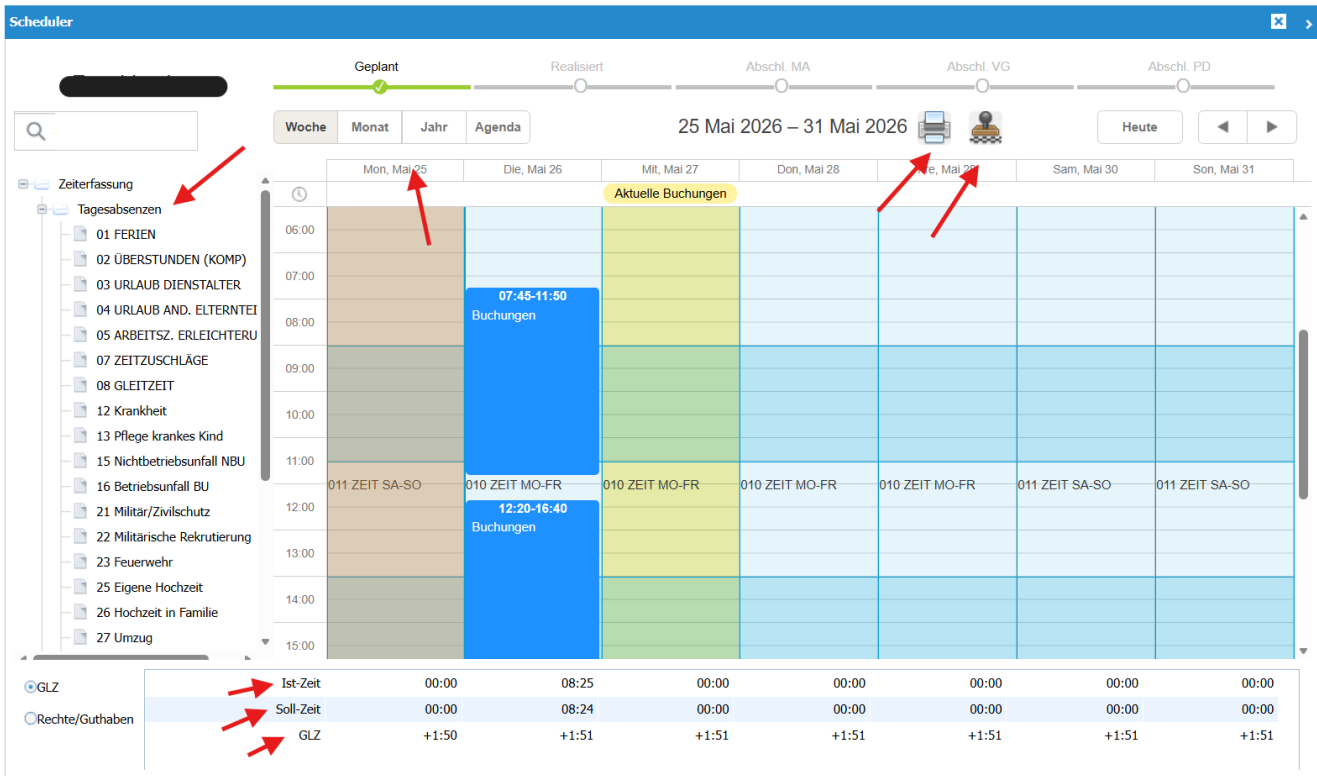 Scheduler
Geplant Realisiert Abschl. MA Abschl. VG Abschl. PD
Woche Monat Jahr Agenda 25 Mai 2026 – 31 Mai 2026 Heute
Mon, Mai 25 Die, Mai 26 Mit, Mai 27 Don, Mai 28 Sam, Mai 30 Son, Mai 31
Aktuelle Buchungen
Zeiterfassung
Tagesabsenzen
01 FERIEN
02 ÜBERSTUNDEN (KOMP)
03 URLAUB DIENSTALTER
04 URLAUB AND. ELTERNTEI
05 ARBEITSZ. ERLEICHTERU
07 ZEITZUSCHLÄGE
08 GLEITZEIT
12 Krankheit
13 Pflege krankes Kind
15 Nichtbetriebsunfall NBU
16 Betriebsunfall BU
21 Militär/Zivilschutz
22 Militärische Rekrutierung
23 Feuerwehr
25 Eigene Hochzeit
26 Hochzeit in Familie
27 Umzug
06:00
07:00
07:45-11:50
Buchungen
08:00
09:00
10:00
11:00
011 ZEIT SA-SO 010 ZEIT MO-FR 010 ZEIT MO-FR 010 ZEIT MO-FR 010 ZEIT MO-FR 011 ZEIT SA-SO 011 ZEIT SA-SO
12:00
12:20-16:40
Buchungen
13:00
14:00
15:00
GLZ
Rechte/Guthaben
Ist-Zeit 00:00 08:25 00:00 00:00 00:00 00:00 00:00
Soll-Zeit 00:00 08:24 00:00 00:00 00:00 00:00 00:00
GLZ +1:50 +1:51 +1:51 +1:51 +1:51 +1:51 +1:51